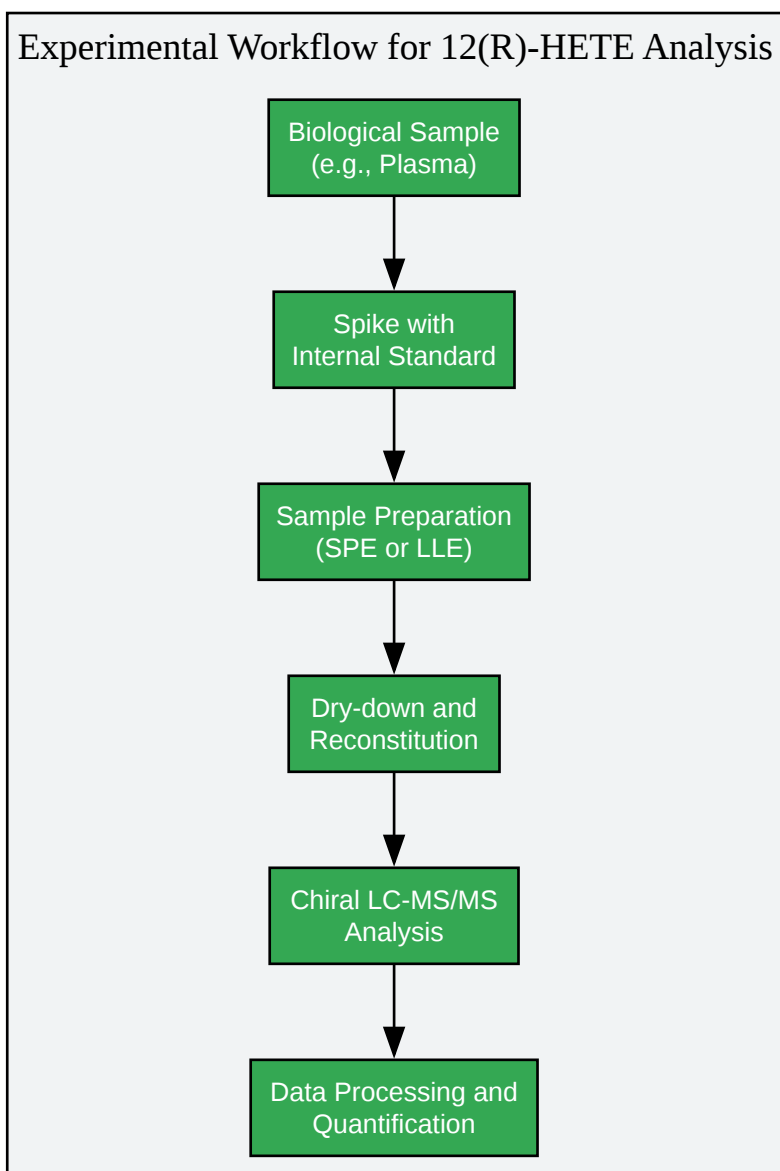 Experimental Workflow for 12(R)-HETE Analysis
Biological Sample
(e.g., Plasma)
Spike with
Internal Standard
Sample Preparation
(SPE or LLE)
Dry-down and
Reconstitution
Chiral LC-MS/MS
Analysis
Data Processing and
Quantification